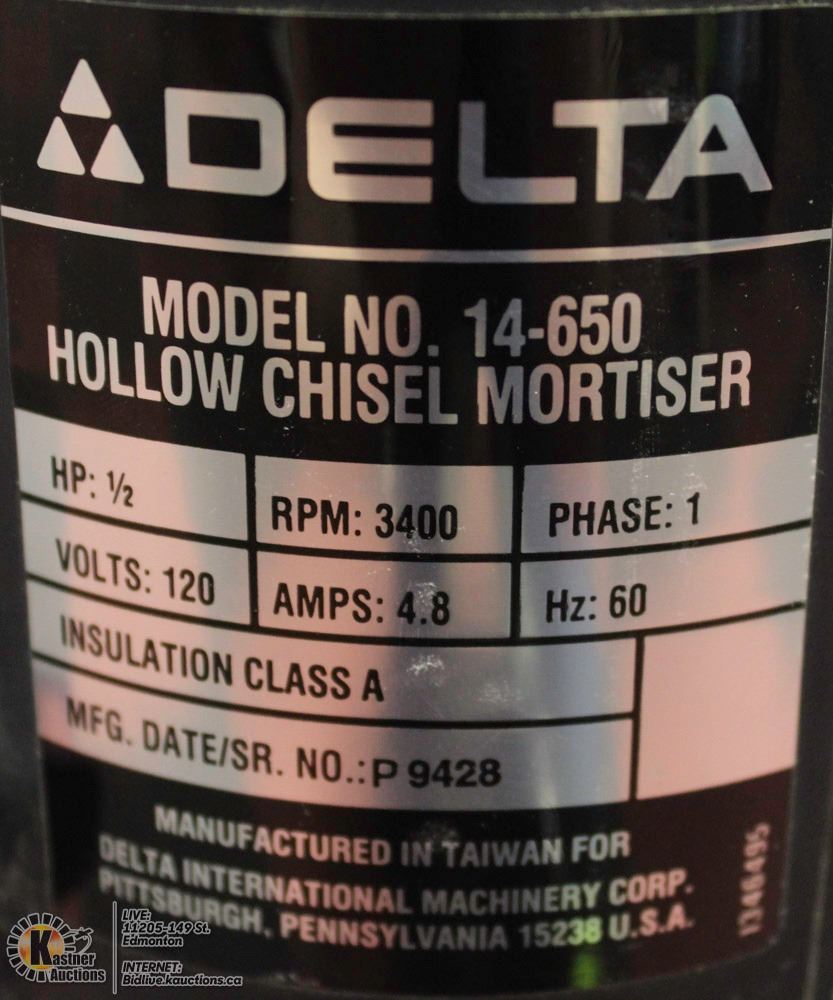 DELTA
MODEL NO. 14-650
HOLLOW CHISEL MORTISER
HP: ½
RPM: 3400
PHASE: 1
VOLTS: 120
AMPS: 4.8
Hz: 60
INSULATION CLASS A
MFG. DATE/SR. NO.: P 9428
MANUFACTURED IN TAIWAN FOR
DELTA INTERNATIONAL MACHINERY CORP.
PITTSBURGH, PENNSYLVANIA 15238 U.S.A.
1346495
Kastner
Auctions
LIVE:
11205-149 St.
Edmonton
INTERNET:
Bidlive.kauctions.ca